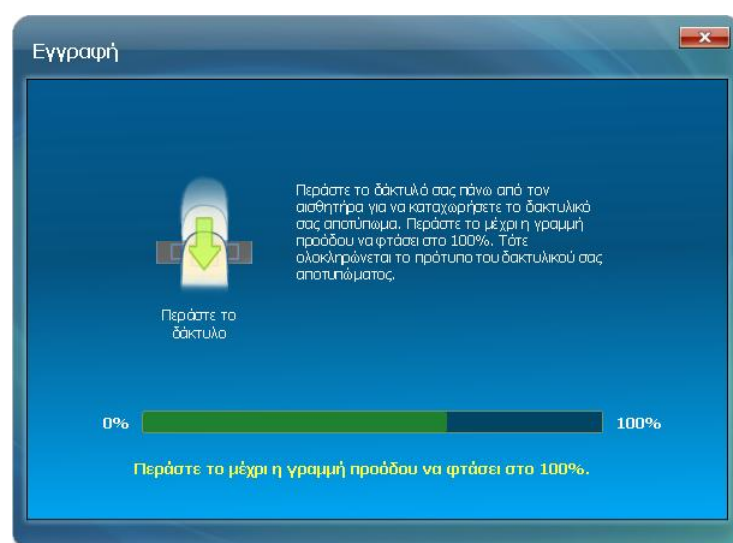 Εγγραφή
Περάστε το δάκτυλό σας πάνω από τον
αισθητήρα για να καταχωρήσετε το δακτυλικό
σας αποτύπωμα. Περάστε το μέχρι η γραμμή
προόδου να φτάσει στο 100%. Τότε
ολοκληρώνεται το πρότυπο του δακτυλικού σας
αποτυπώματος.
Περάστε το
δάκτυλο
0% 100%
Περάστε το μέχρι η γραμμή προόδου να φτάσει στο 100%.